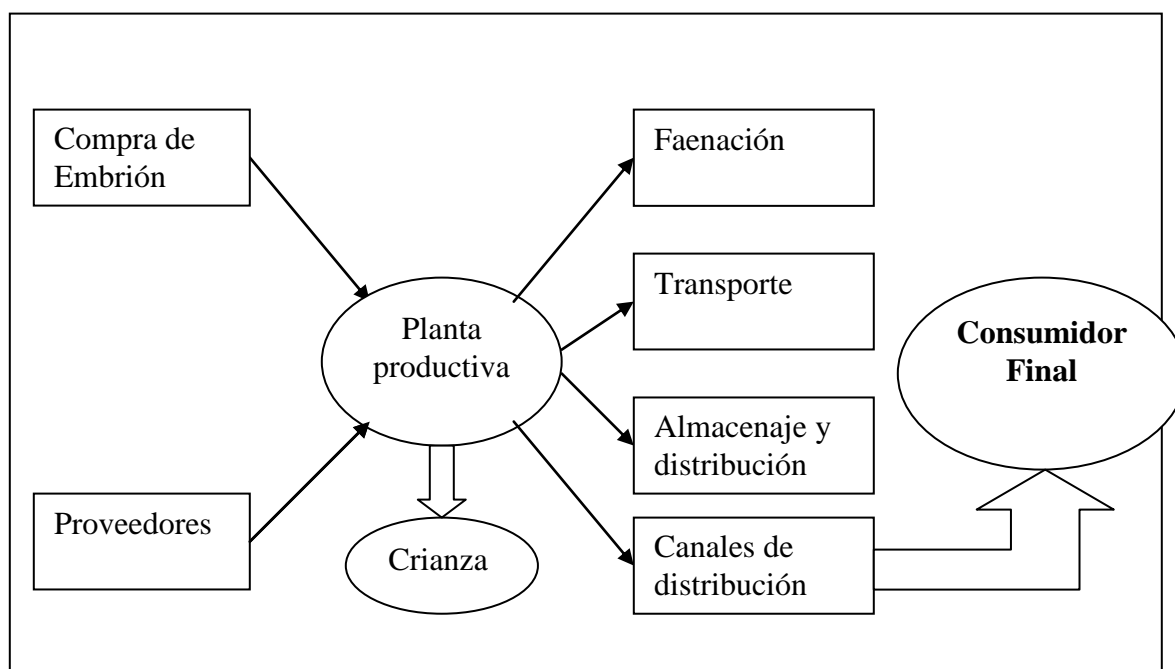 Compra de
Embrión
Faenación
Transporte
Planta
productiva
Consumidor
Final
Almacenaje y
distribución
Proveedores
Crianza
Canales de
distribución